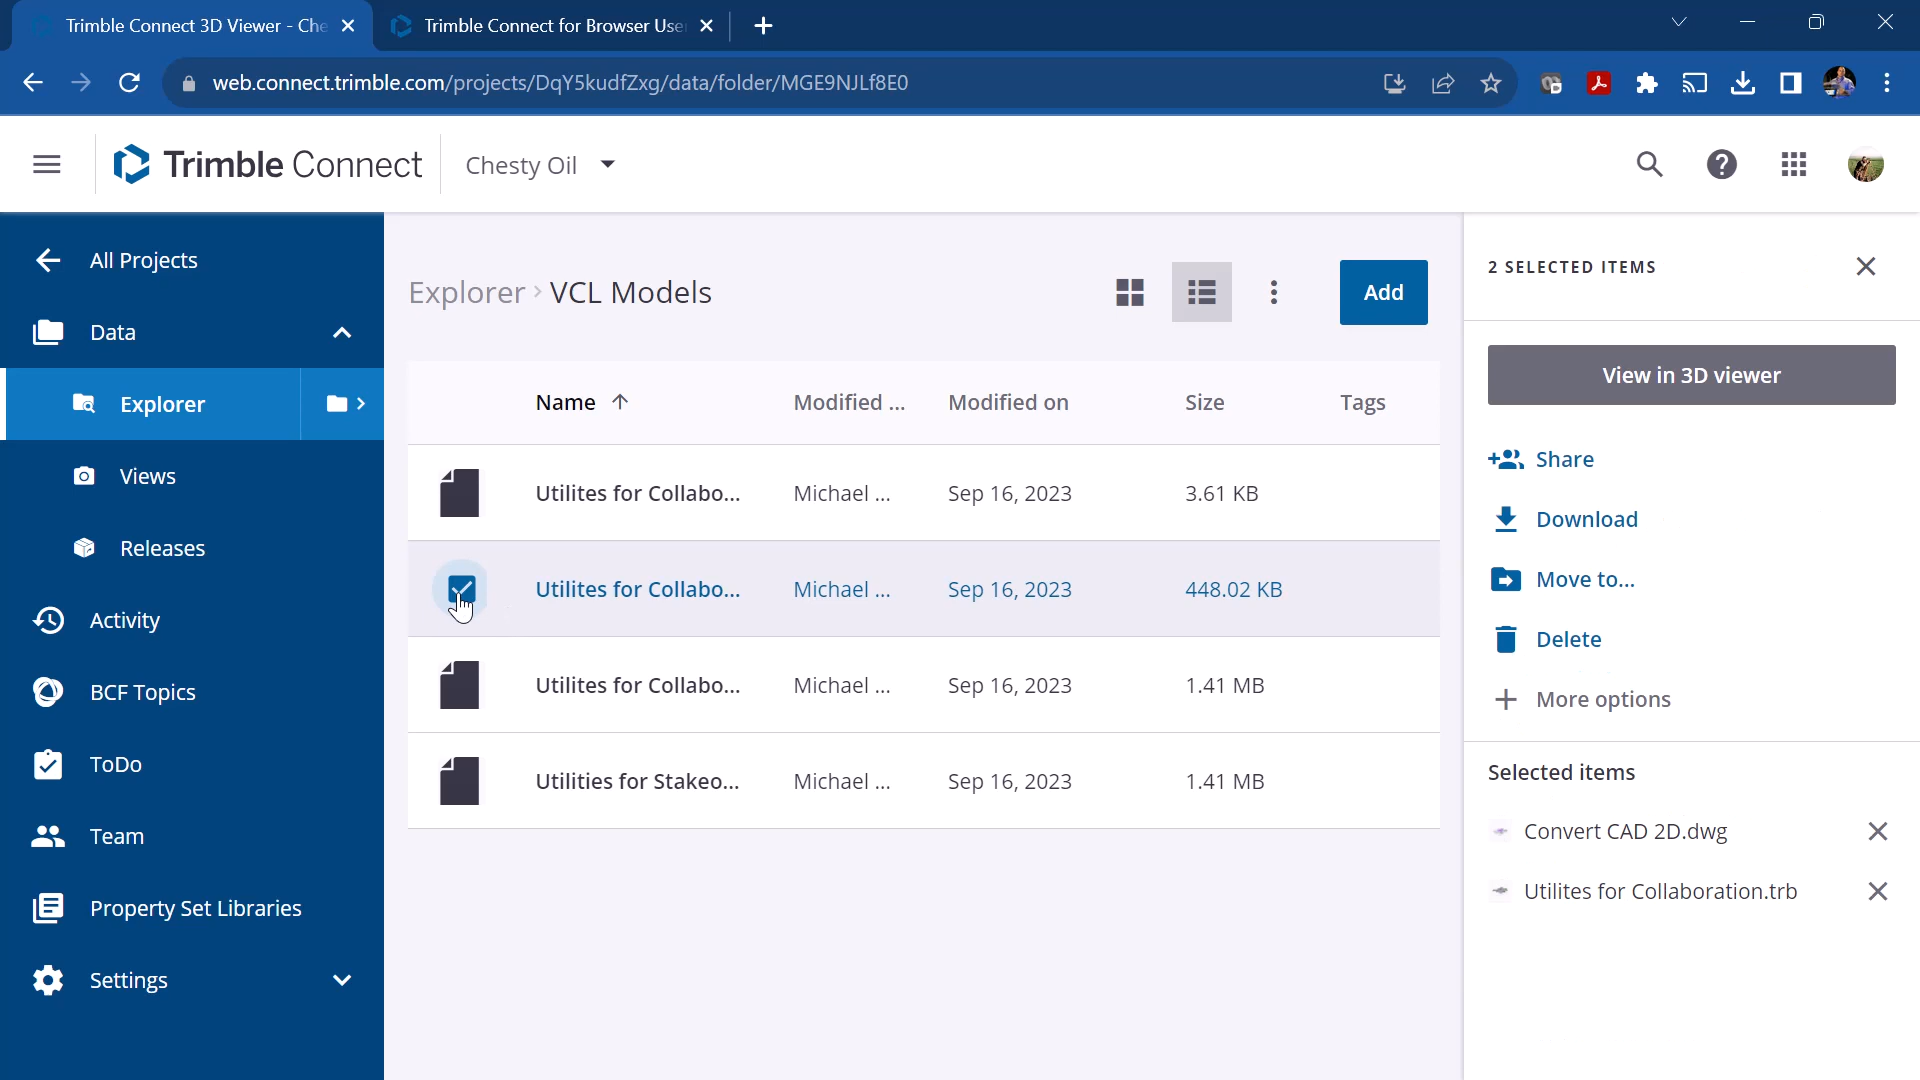 Trimble Connect 3D Viewer - Che
Trimble Connect for Browser User
web.connect.trimble.com/projects/DqY5kudfZxg/data/folder/MGE9NJLf8E0
Trimble Connect
Chesty Oil
All Projects
Data
Explorer
Views
Releases
Activity
BCF Topics
ToDo
Team
Property Set Libraries
Settings
Explorer > VCL Models
Add
Name Modified ... Modified on Size Tags
Utilites for Collabo... Michael ... Sep 16, 2023 3.61 KB
Utilites for Collabo... Michael ... Sep 16, 2023 448.02 KB
Utilites for Collabo... Michael ... Sep 16, 2023 1.41 MB
Utilities for Stakeo... Michael ... Sep 16, 2023 1.41 MB
2 SELECTED ITEMS
View in 3D viewer
Share
Download
Move to...
Delete
More options
Selected items
Convert CAD 2D.dwg
Utilites for Collaboration.trb